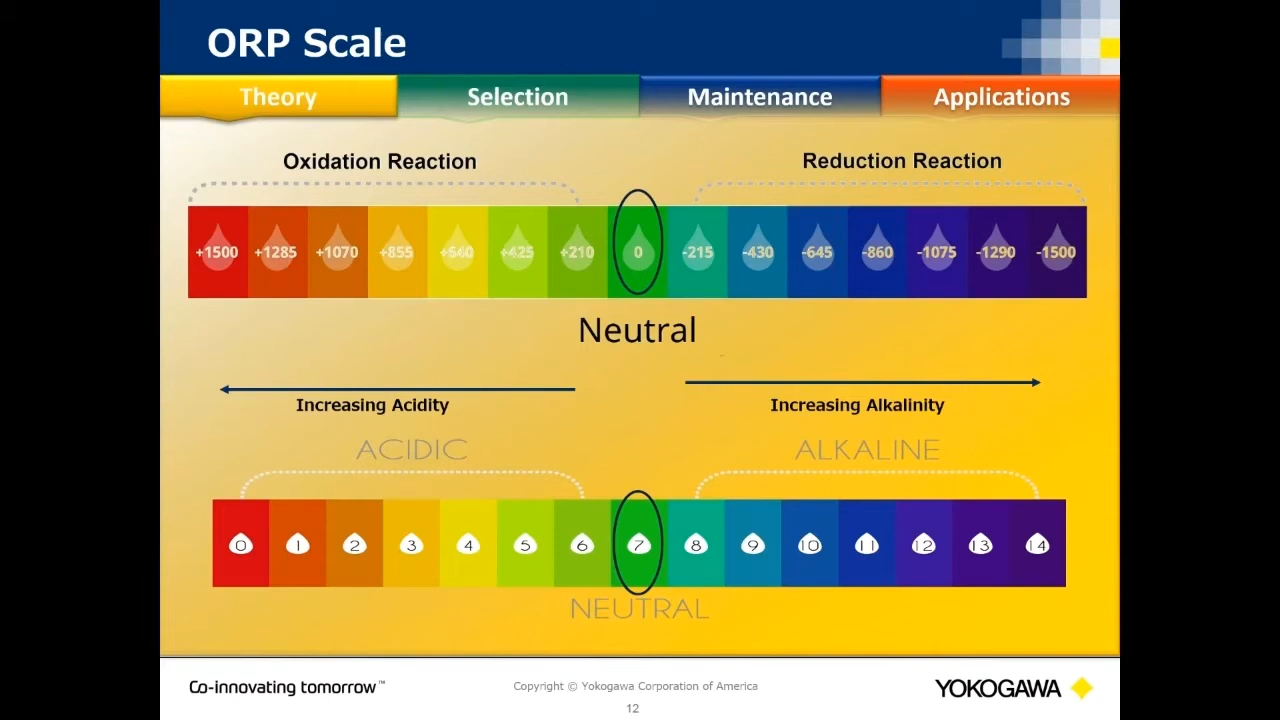 ORP Scale
Theory Selection Maintenance Applications
Oxidation Reaction Reduction Reaction
+1500 +1285 +1070 +855 +640 +425 +210 0 -215 -430 -645 -860 -1075 -1290 -1500
Neutral
Increasing Acidity Increasing Alkalinity
ACIDIC ALKALINE
0 1 2 3 4 5 6 7 8 9 10 11 12 13 14
NEUTRAL
Co-innovating tomorrow™ Copyright © Yokogawa Corporation of America YOKOGAWA
12